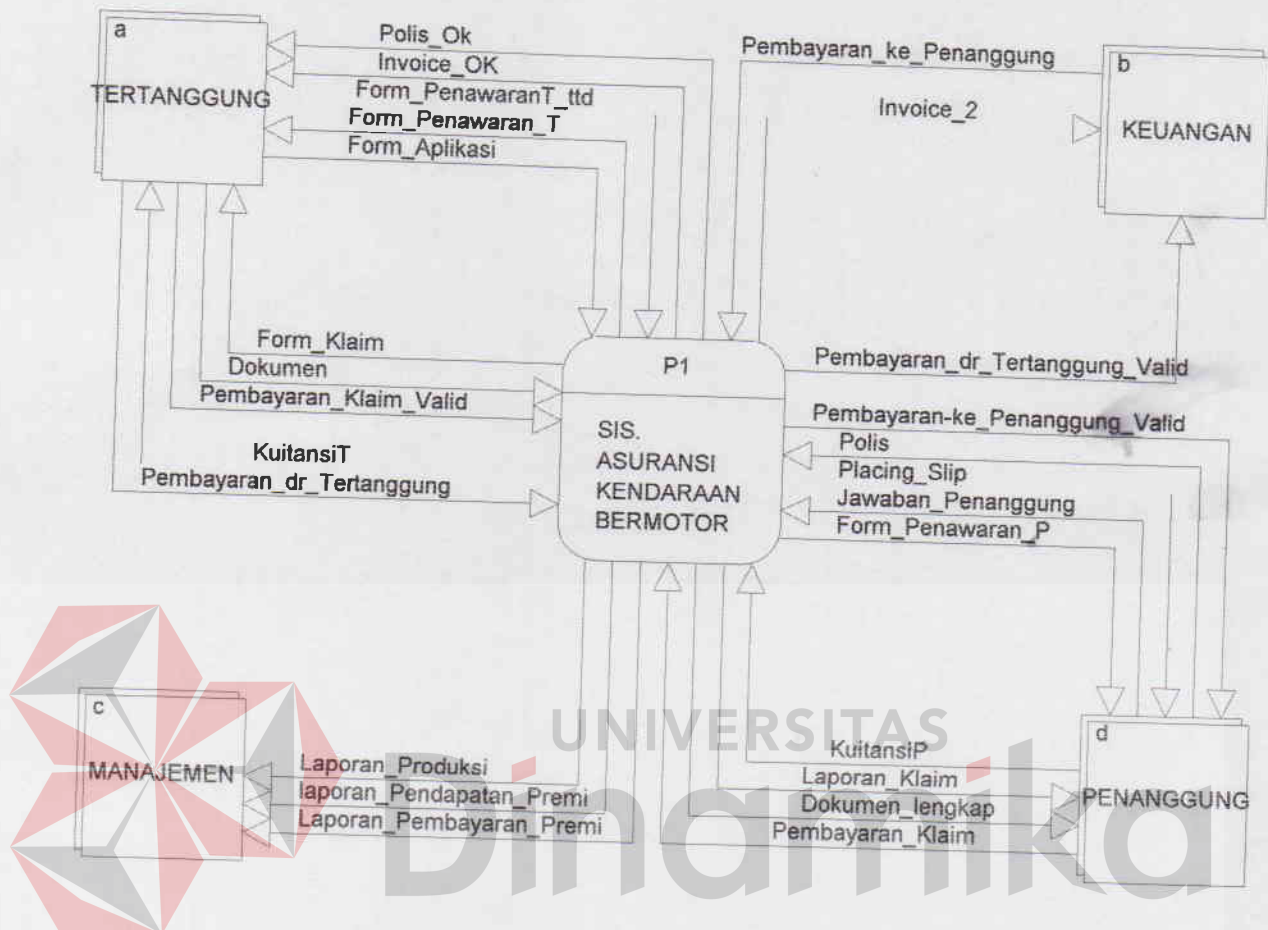 a
TERTANGGUNG
Polis_Ok
Invoice_OK
Form_PenawaranT_ttd
Form_Penawaran_T
Form_Aplikasi
Pembayaran_ke_Penanggung
Invoice_2
b
KEUANGAN
Form_Klaim
Dokumen
Pembayaran_Klaim_Valid
KuitansiT
Pembayaran_dr_Tertanggung
P1
SIS.
ASURANSI
KENDARAAN
BERMOTOR
Pembayaran_dr_Tertanggung_Valid
Pembayaran-ke_Penanggung_Valid
Polis
Placing_Slip
Jawaban_Penanggung
Form_Penawaran_P
c
MANAJEMEN
Laporan_Produksi
laporan_Pendapatan_Premi
Laporan_Pembayaran_Premi
KuitansiP
Laporan_Klaim
Dokumen_lengkap
Pembayaran_Klaim
d
PENANGGUNG
UNIVERSITAS
Dinamika